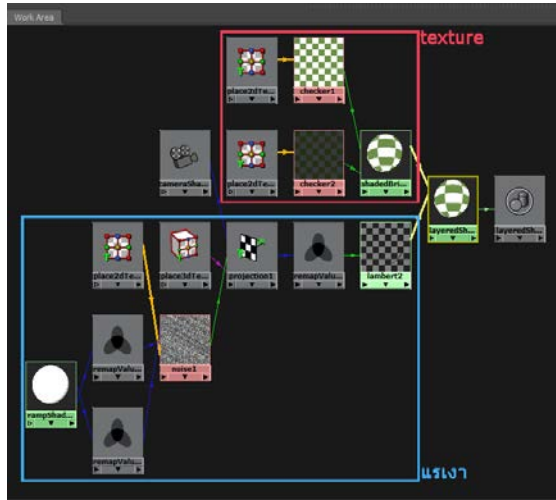 Work Area
texture
place2dTe...
checker1
place2dTe...
checker2
cameraSha...
shadedBri...
layeredSh...
layeredSh...
place2dTe...
place3dTe...
projection1
remapValu...
lambert2
remapValu...
noise1
rampShad...
remapValu...
แรเงา